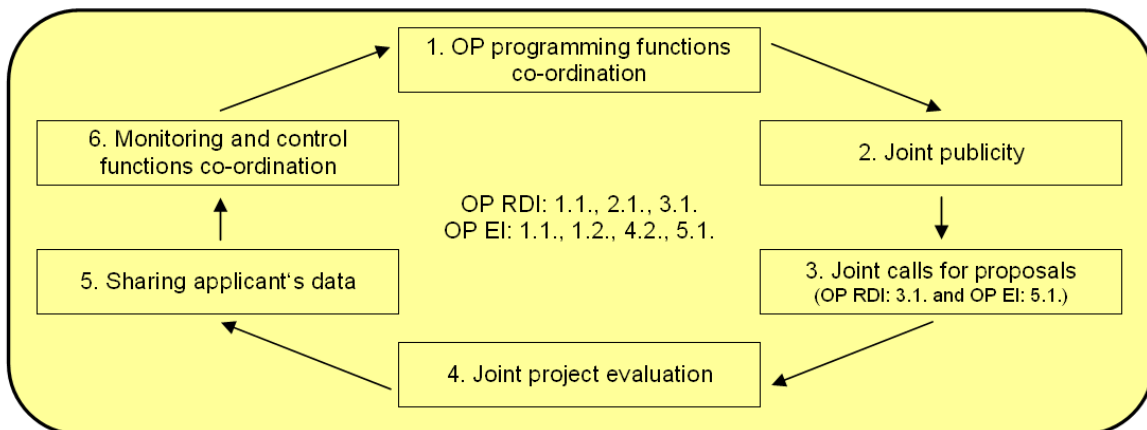 1. OP programming functions
co-ordination
2. Joint publicity
3. Joint calls for proposals
(OP RDI: 3.1. and OP EI: 5.1.)
4. Joint project evaluation
5. Sharing applicant‘s data
6. Monitoring and control
functions co-ordination
OP RDI: 1.1., 2.1., 3.1.
OP EI: 1.1., 1.2., 4.2., 5.1.